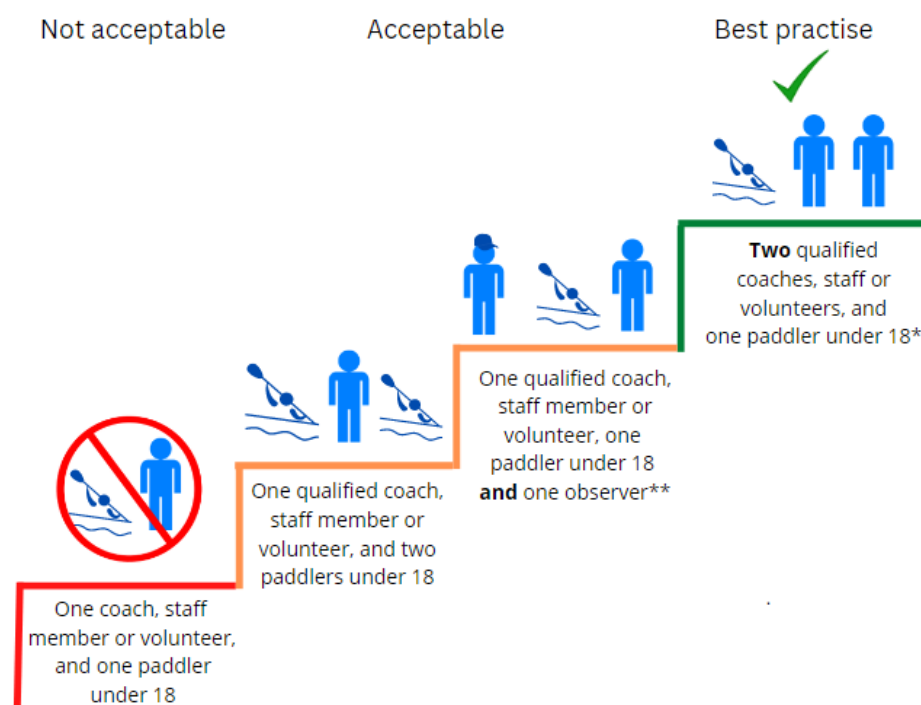 Not acceptable
Acceptable
Best practise
One coach, staff
member or volunteer,
and one paddler
under 18
One qualified coach,
staff member or
volunteer, and two
paddlers under 18
One qualified coach,
staff member or
volunteer, one
paddler under 18
and one observer**
Two qualified
coaches, staff or
volunteers, and
one paddler under 18*